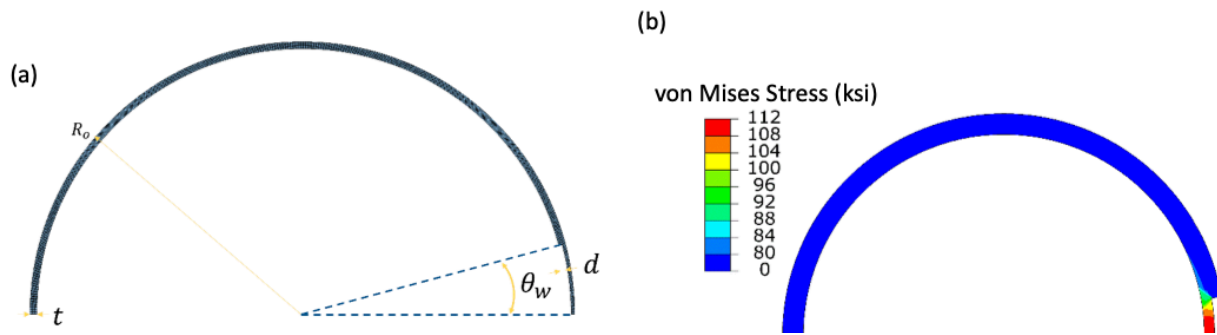 (a)
R_o
t
θ_w
d
(b)
von Mises Stress (ksi)
112
108
104
100
96
92
88
84
80
0